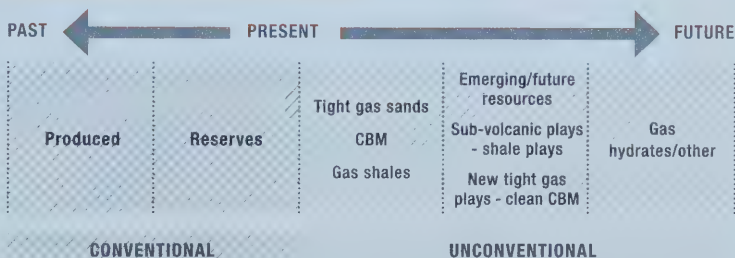 PAST PRESENT FUTURE
Produced
Reserves
Tight gas sands
CBM
Gas shales
Emerging/future
resources
Sub-volcanic plays
- shale plays
New tight gas
plays - clean CBM
Gas
hydrates/other
CONVENTIONAL UNCONVENTIONAL